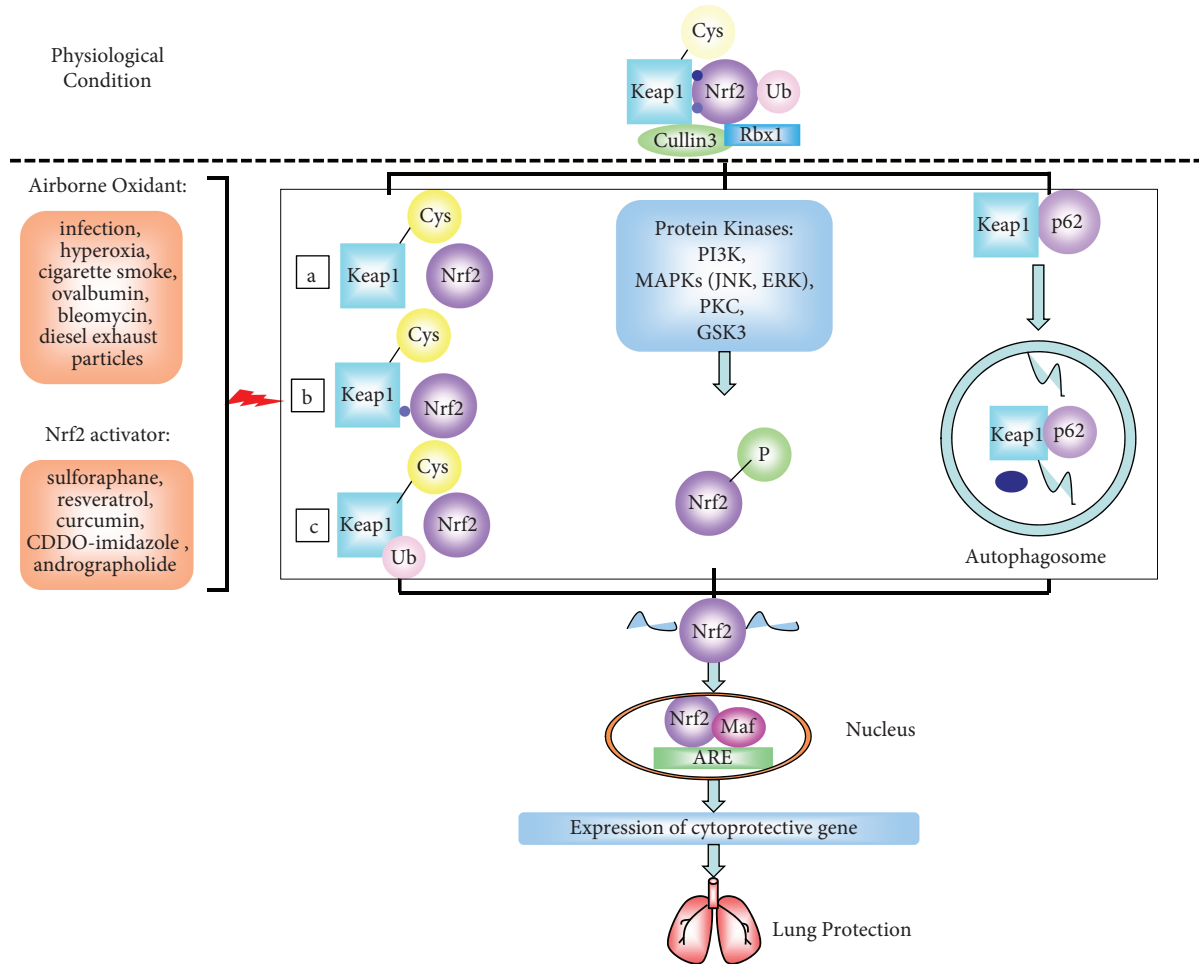 Physiological
Condition
Cys
Keap1
Nrf2
Ub
Cullin3
Rbx1
Airborne Oxidant:
infection,
hyperoxia,
cigarette smoke,
ovalbumin,
bleomycin,
diesel exhaust
particles
Nrf2 activator:
sulforaphane,
resveratrol,
curcumin,
CDDO-imidazole ,
andrographolide
a
Cys
Keap1
Nrf2
b
Cys
Keap1
Nrf2
c
Cys
Keap1
Nrf2
Ub
Protein Kinases:
PI3K,
MAPKs (JNK, ERK),
PKC,
GSK3
P
Nrf2
Keap1
p62
Keap1
p62
Autophagosome
Nrf2
Nrf2
Maf
ARE
Nucleus
Expression of cytoprotective gene
Lung Protection